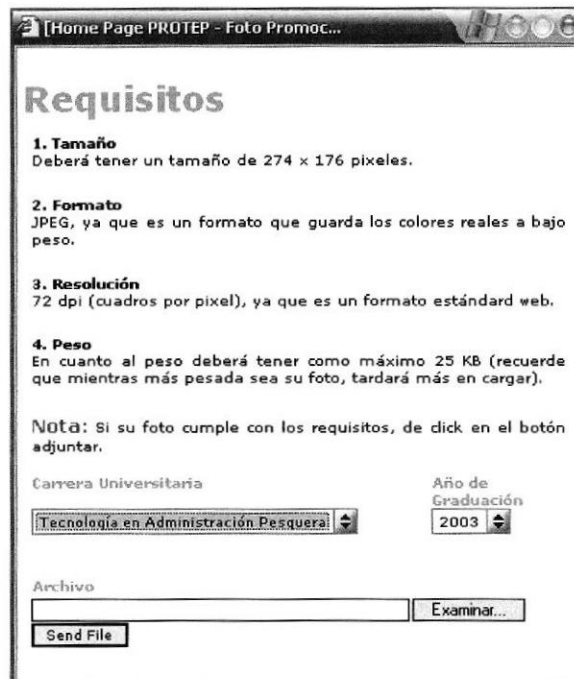 [Home Page PROTEP - Foto Promoc...
Requisitos
1. Tamaño
Deberá tener un tamaño de 274 x 176 pixeles.
2. Formato
JPEG, ya que es un formato que guarda los colores reales a bajo
peso.
3. Resolución
72 dpi (cuadros por pixel), ya que es un formato estándard web.
4. Peso
En cuanto al peso deberá tener como máximo 25 KB (recuerde
que mientras más pesada sea su foto, tardará más en cargar).
Nota: Si su foto cumple con los requisitos, de click en el botón
adjuntar.
Carrera Universitaria
Año de
Graduación
Tecnología en Administración Pesquera
2003
Archivo
Examinar...
Send File